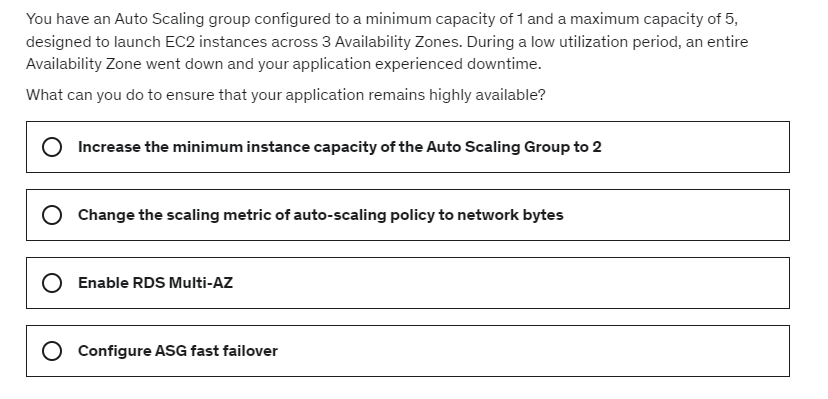 You have an Auto Scaling group configured to a minimum capacity of 1 and a maximum capacity of 5,
designed to launch EC2 instances across 3 Availability Zones. During a low utilization period, an entire
Availability Zone went down and your application experienced downtime.
What can you do to ensure that your application remains highly available?
Increase the minimum instance capacity of the Auto Scaling Group to 2
Change the scaling metric of auto-scaling policy to network bytes
Enable RDS Multi-AZ
Configure ASG fast failover